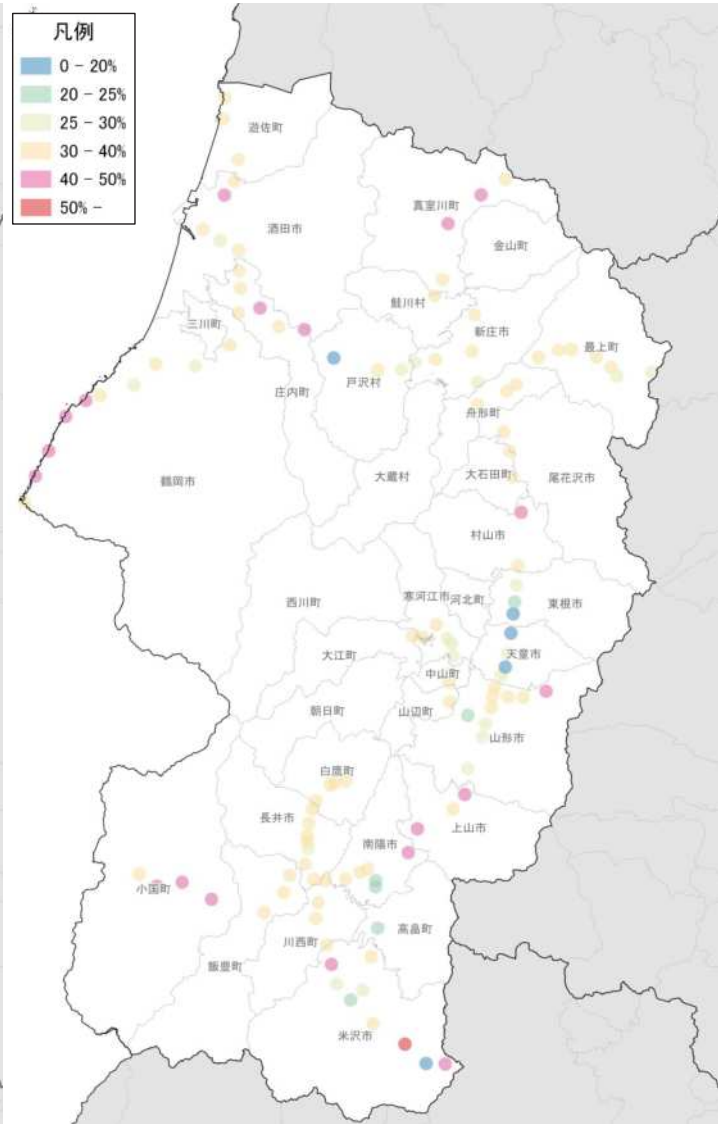 凡例
0 - 20%
20 - 25%
25 - 30%
30 - 40%
40 - 50%
50% -
遊佐町
真室川町
酒田市
金山町
鮭川村
新庄市
三川町
最上町
戸沢村
庄内町
舟形町
大蔵村
大石田町
尾花沢市
鶴岡市
村山市
西川町
寒河江市
河北町
東根市
大江町
天童市
中山町
朝日町
山辺町
山形市
白鷹町
長井市
上山市
南陽市
小国町
川西町
高畠町
飯豊町
米沢市